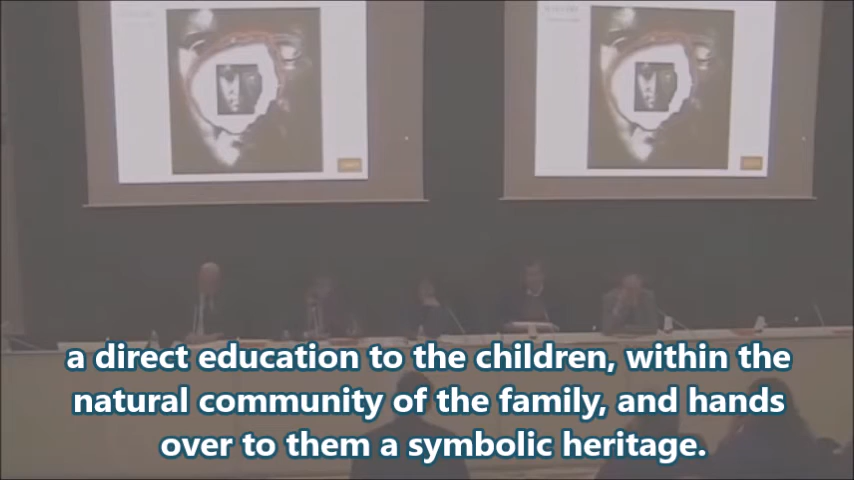 a direct education to the children, within the
natural community of the family, and hands
over to them a symbolic heritage.